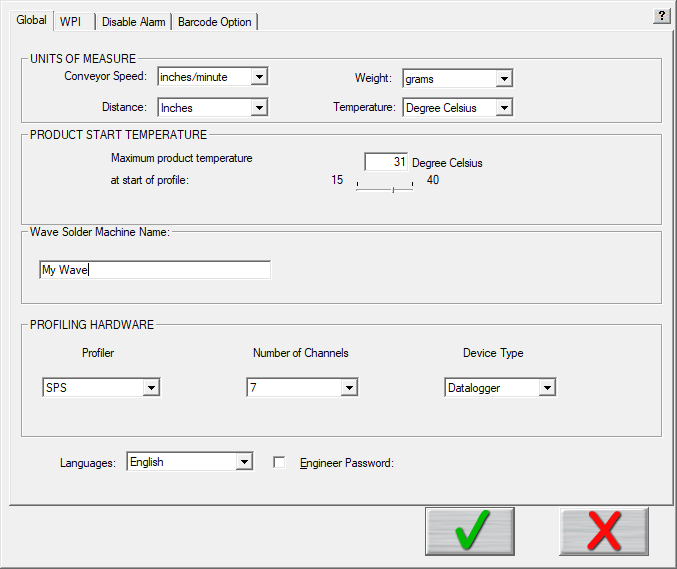 Global WPI Disable Alarm Barcode Option ?
UNITS OF MEASURE
Conveyor Speed: inches/minute Weight: grams
Distance: Inches Temperature: Degree Celsius
PRODUCT START TEMPERATURE
Maximum product temperature 31 Degree Celsius
at start of profile: 15 40
Wave Solder Machine Name:
My Wave
PROFILING HARDWARE
Profiler Number of Channels Device Type
SPS 7 Datalogger
Languages: English Engineer Password: